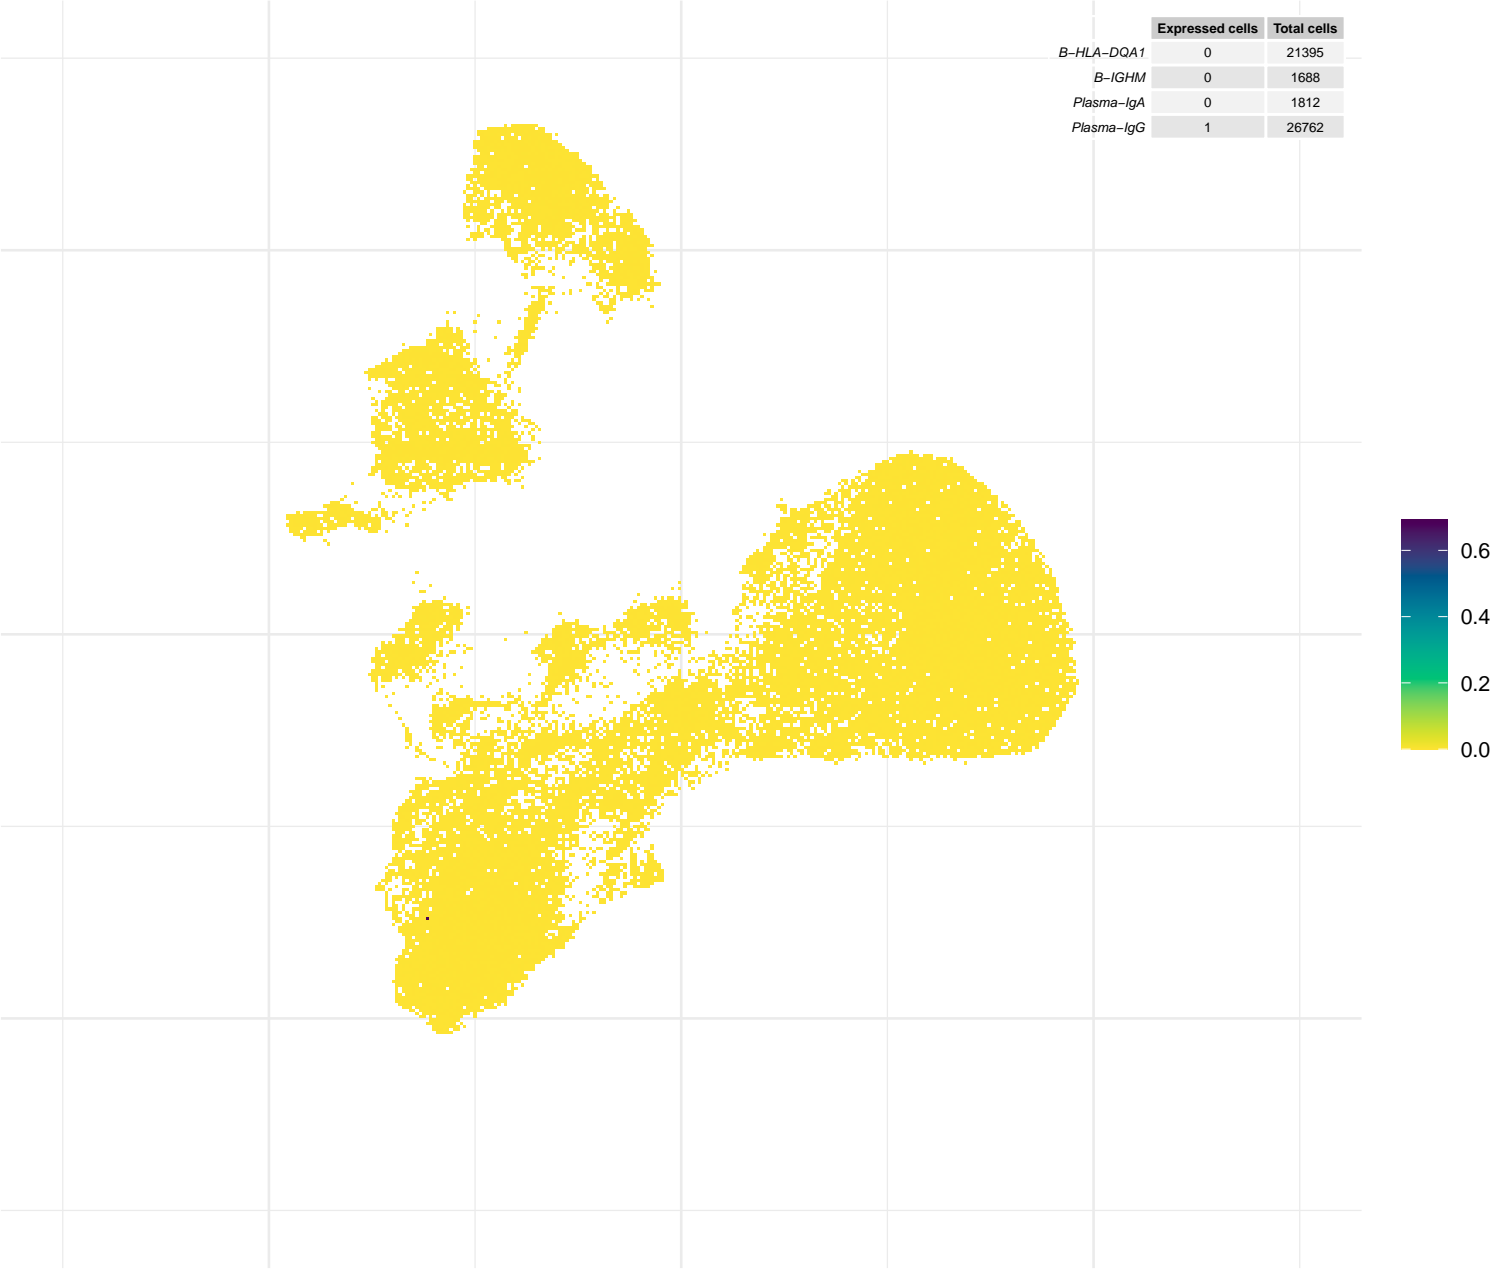 Expressed cells Total cells
B−HLA−DQA1 0 21395
B−IGHM 0 1688
Plasma−IgA 0 1812
Plasma−IgG 1 26762
0.6
0.4
0.2
0.0